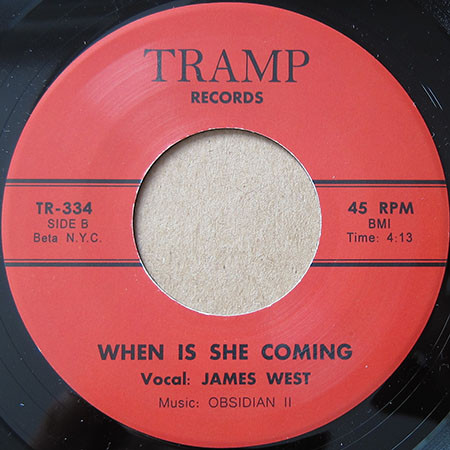 TRAMP
RECORDS
TR-334
SIDE B
Beta N.Y.C.
45 RPM
BMI
Time: 4:13
WHEN IS SHE COMING
Vocal: JAMES WEST
Music: OBSIDIAN II